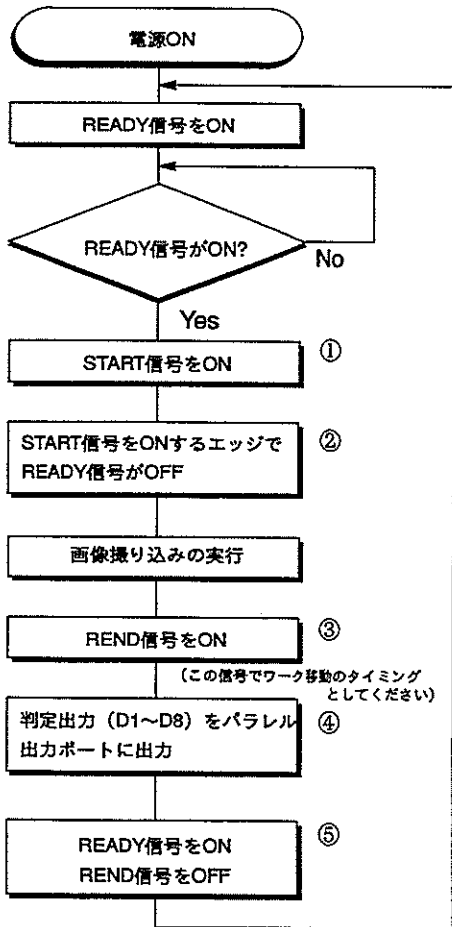 電源ON
READY信号をON
READY信号がON?
No
Yes
START信号をON
①
START信号をONするエッジで
READY信号がOFF
②
画像撮り込みの実行
REND信号をON
③
(この信号でワーク移動のタイミング
としてください)
判定出力（D1～D8）をパラレル
出力ポートに出力
④
READY信号をON
REND信号をOFF
⑤